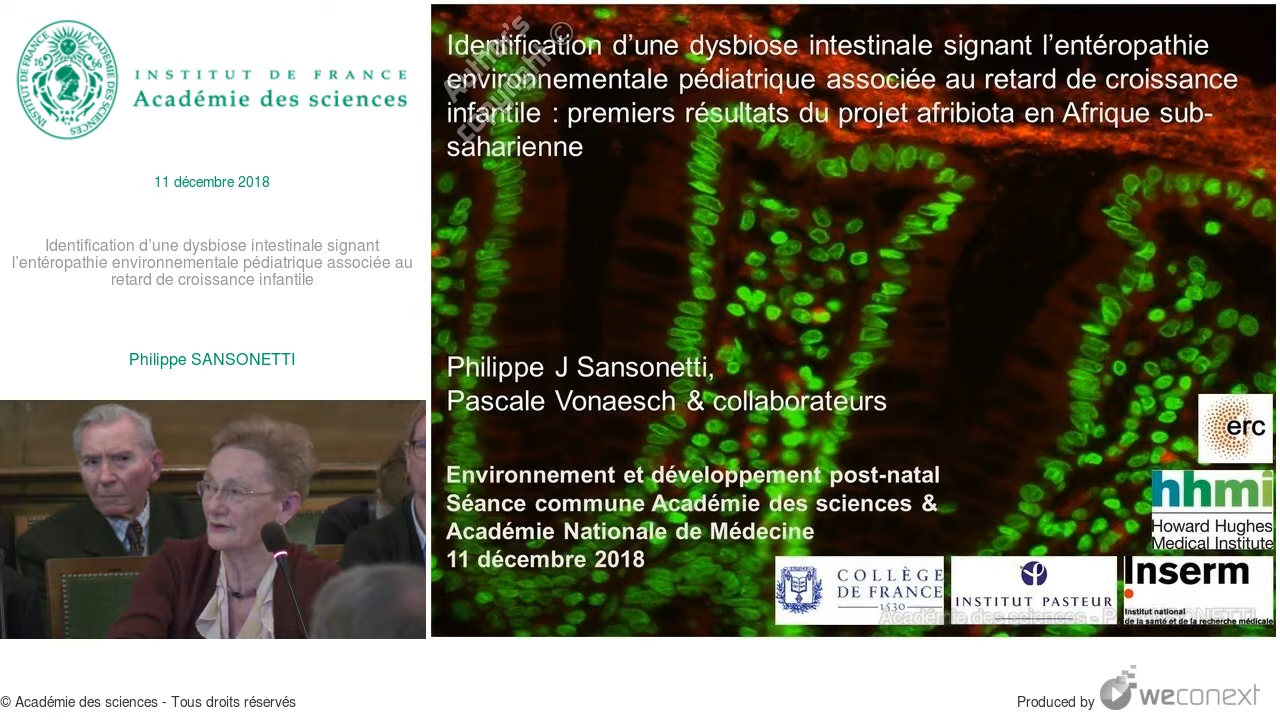 INSTITUT DE FRANCE
Académie des sciences
11 décembre 2018
Identification d'une dysbiose intestinale signant
l'entéropathie environnementale pédiatrique associée au
retard de croissance infantile
Philippe SANSONETTI
Identification d'une dysbiose intestinale signant l'entéropathie
environnementale pédiatrique associée au retard de croissance
infantile : premiers résultats du projet afribiota en Afrique sub-
saharienne
Philippe J Sansonetti,
Pascale Vonaesch & collaborateurs
Environnement et développement post-natal
Séance commune Académie des sciences &
Académie Nationale de Médecine
11 décembre 2018
erc
hhmi
Howard Hughes
Medical Institute
COLLÈGE
DE FRANCE
1530
INSTITUT PASTEUR
Inserm
Institut national
de la santé et de la recherche médicale
© Académie des sciences - Tous droits réservés
Produced by weconext